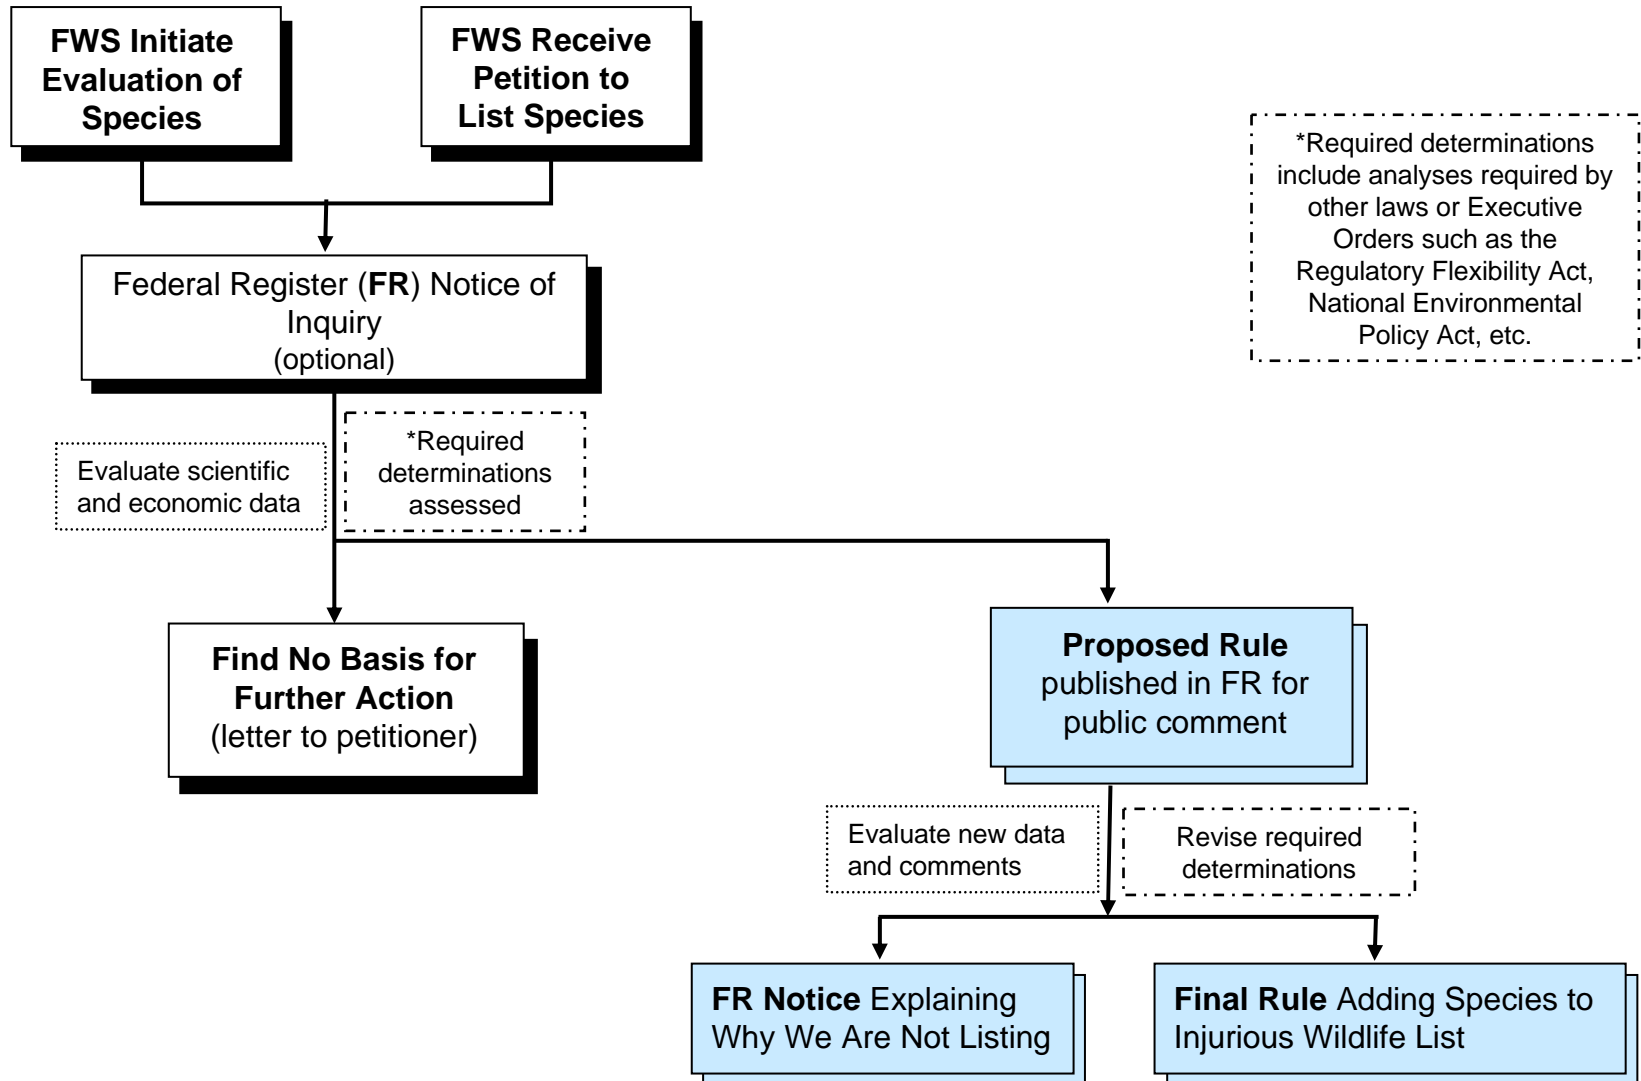 FWS Initiate
Evaluation of
Species
FWS Receive
Petition to
List Species
*Required determinations
include analyses required by
other laws or Executive
Orders such as the
Regulatory Flexibility Act,
National Environmental
Policy Act, etc.
Federal Register (FR) Notice of
Inquiry
(optional)
Evaluate scientific
and economic data
*Required
determinations
assessed
Find No Basis for
Further Action
(letter to petitioner)
Proposed Rule
published in FR for
public comment
Evaluate new data
and comments
Revise required
determinations
FR Notice Explaining
Why We Are Not Listing
Final Rule Adding Species to
Injurious Wildlife List